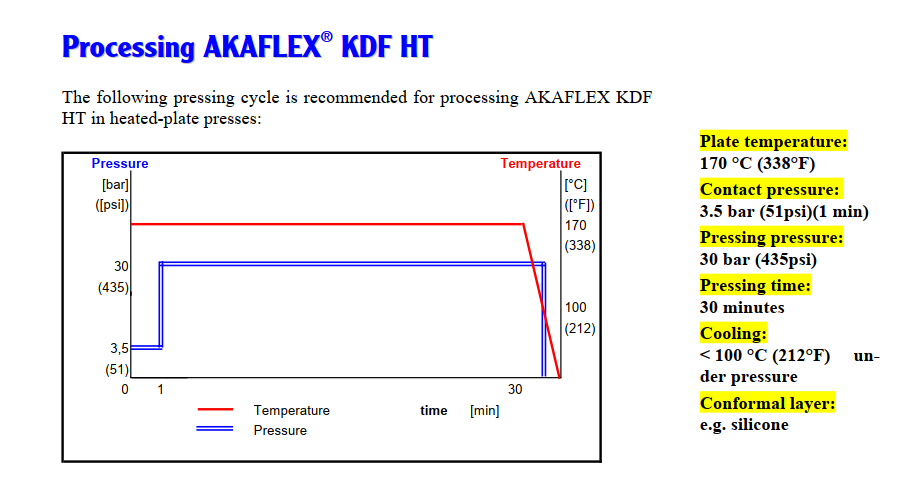 Processing AKAFLEX® KDF HT
The following pressing cycle is recommended for processing AKAFLEX KDF
HT in heated-plate presses:
Pressure
[bar]
([psi])
30
(435)
3,5
(51)
Temperature
[°C]
([°F])
170
(338)
100
(212)
0 1 30
Temperature
time [min]
Pressure
Plate temperature:
170 °C (338°F)
Contact pressure:
3.5 bar (51psi)(1 min)
Pressing pressure:
30 bar (435psi)
Pressing time:
30 minutes
Cooling:
< 100 °C (212°F) un-
der pressure
Conformal layer:
e.g. silicone